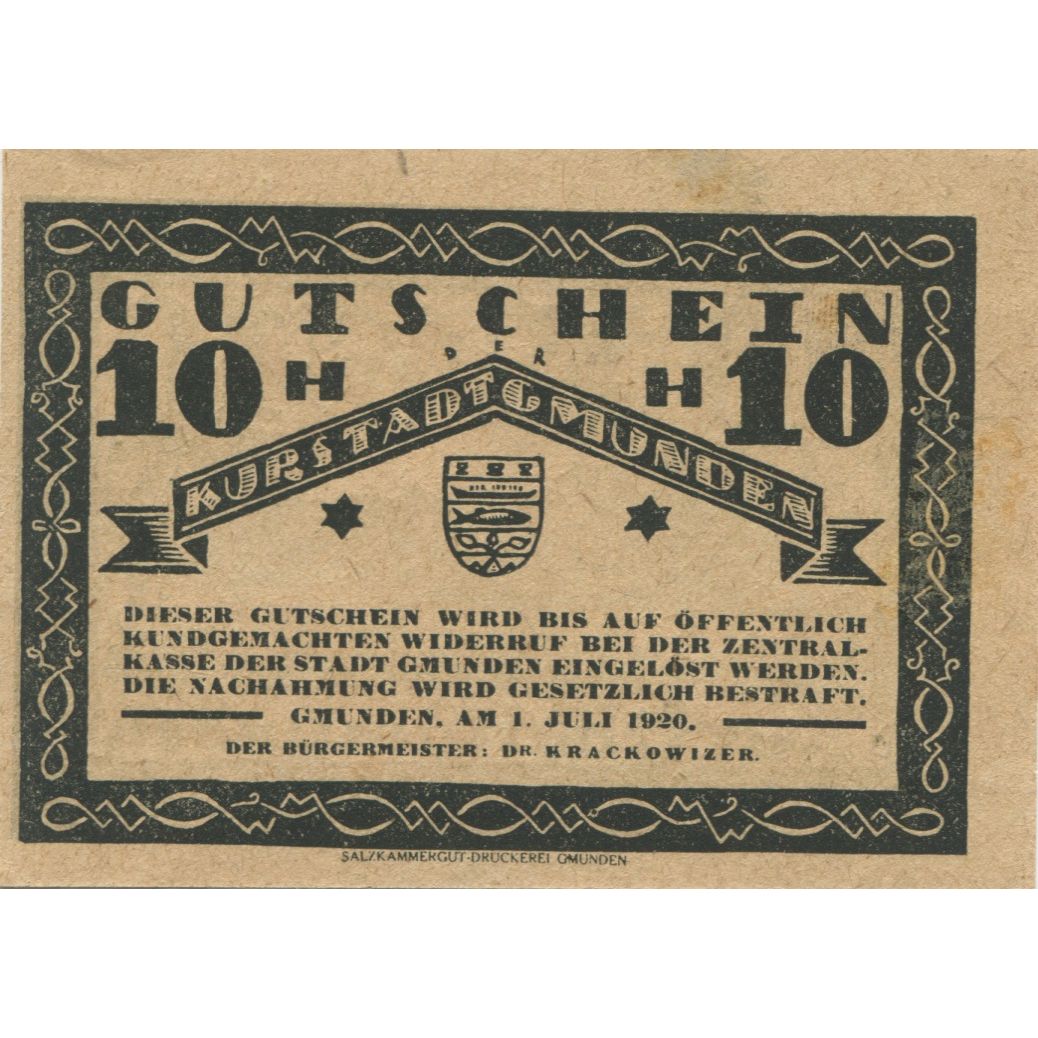 GUTSCHEIN
10 H H 10
DER
KURSTADT GMUNDEN
DIESER GUTSCHEIN WIRD BIS AUF ÖFFENTLICH
KUNDGEMACHTEN WIDERRUF BEI DER ZENTRAL-
KASSE DER STADT GMUNDEN EINGELÖST WERDEN.
DIE NACHAHMUNG WIRD GESETZLICH BESTRAFT.
GMUNDEN, AM 1. JULI 1920.
DER BÜRGERMEISTER: DR. KRACKOWIZER.
SALZKAMMERGUT-DRUCKEREI GMUNDEN